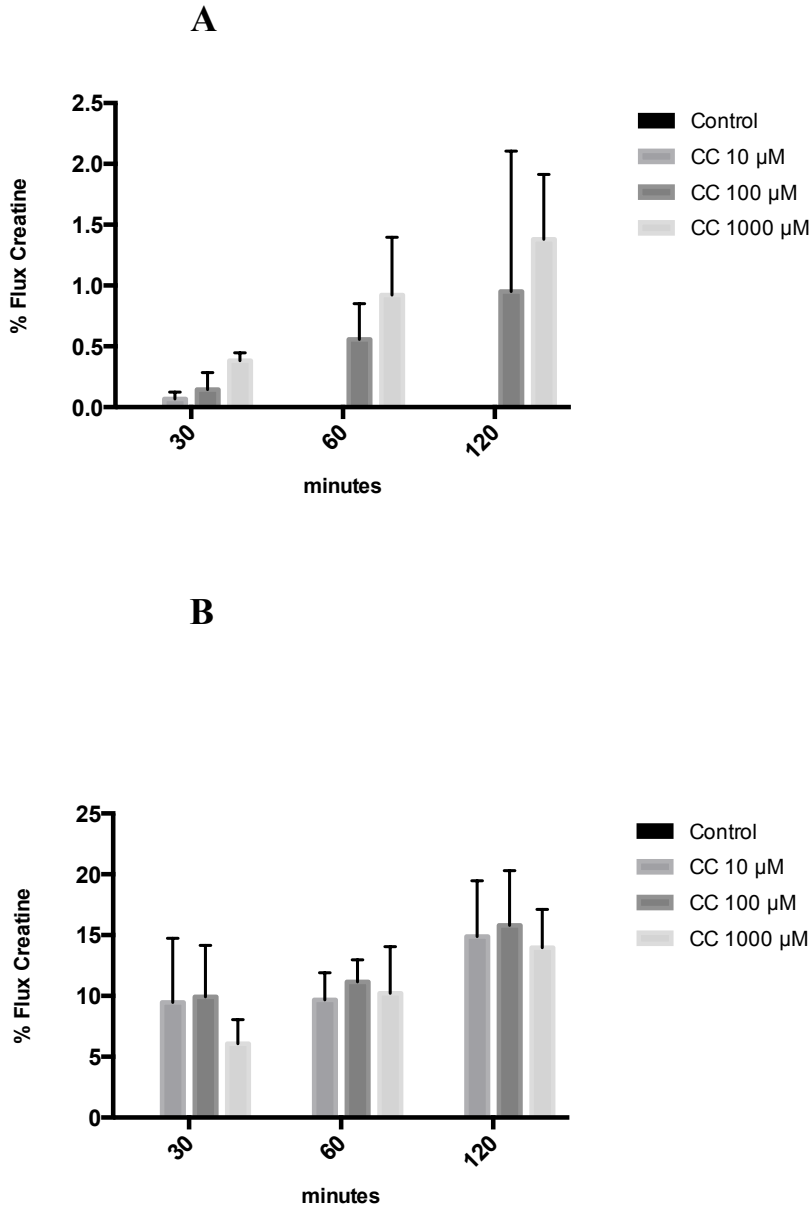 A
2.5
2.0
1.5
1.0
0.5
0.0
% Flux Creatine
30
60
120
minutes
Control
CC 10 µM
CC 100 µM
CC 1000 µM
B
25
20
15
10
5
0
% Flux Creatine
30
60
120
minutes
Control
CC 10 µM
CC 100 µM
CC 1000 µM